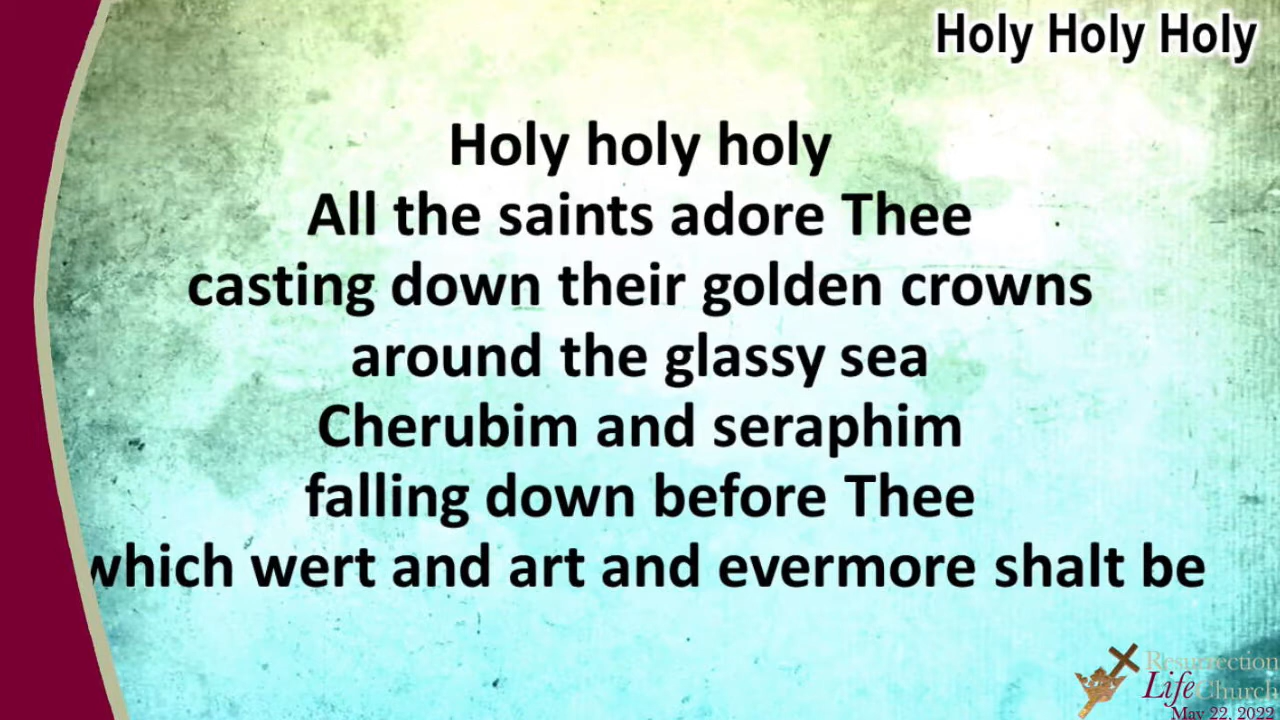 Holy Holy Holy
Holy holy holy
All the saints adore Thee
casting down their golden crowns
around the glassy sea
Cherubim and seraphim
falling down before Thee
which wert and art and evermore shalt be
Resurrection
Life Church
May 22, 2022